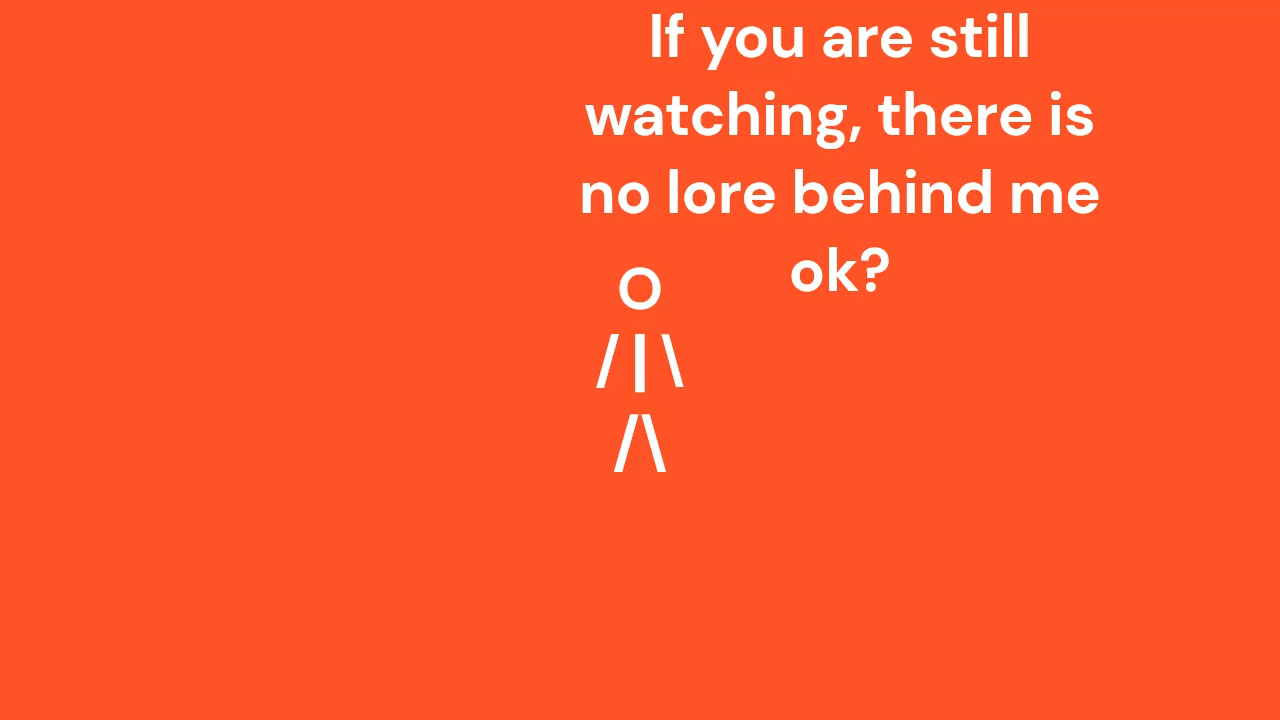 If you are still
watching, there is
no lore behind me
ok?
O
/ | \
/\